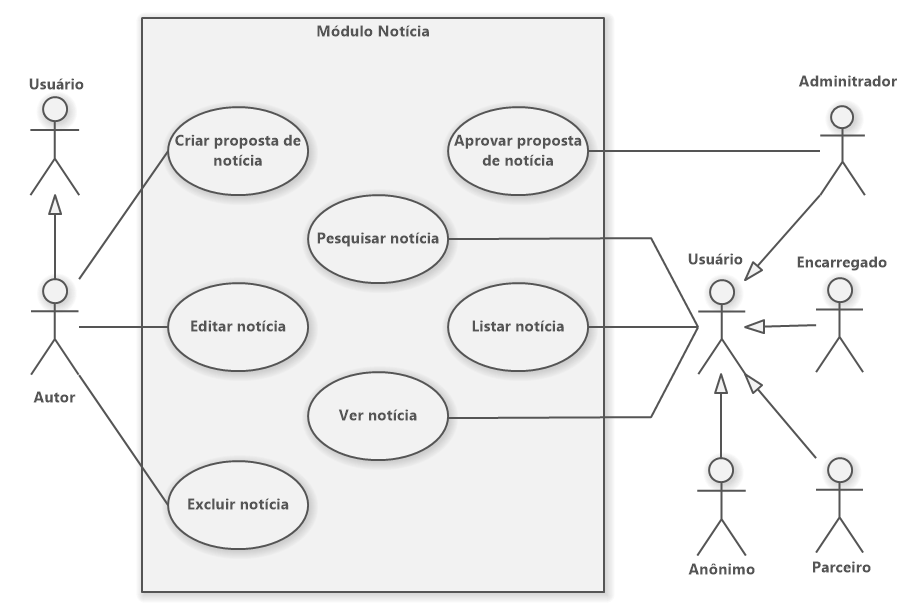 Módulo Notícia
Usuário
Adminitrador
Criar proposta de
notícia
Aprovar proposta
de notícia
Pesquisar notícia
Usuário
Encarregado
Editar notícia
Listar notícia
Autor
Ver notícia
Excluir notícia
Anônimo
Parceiro